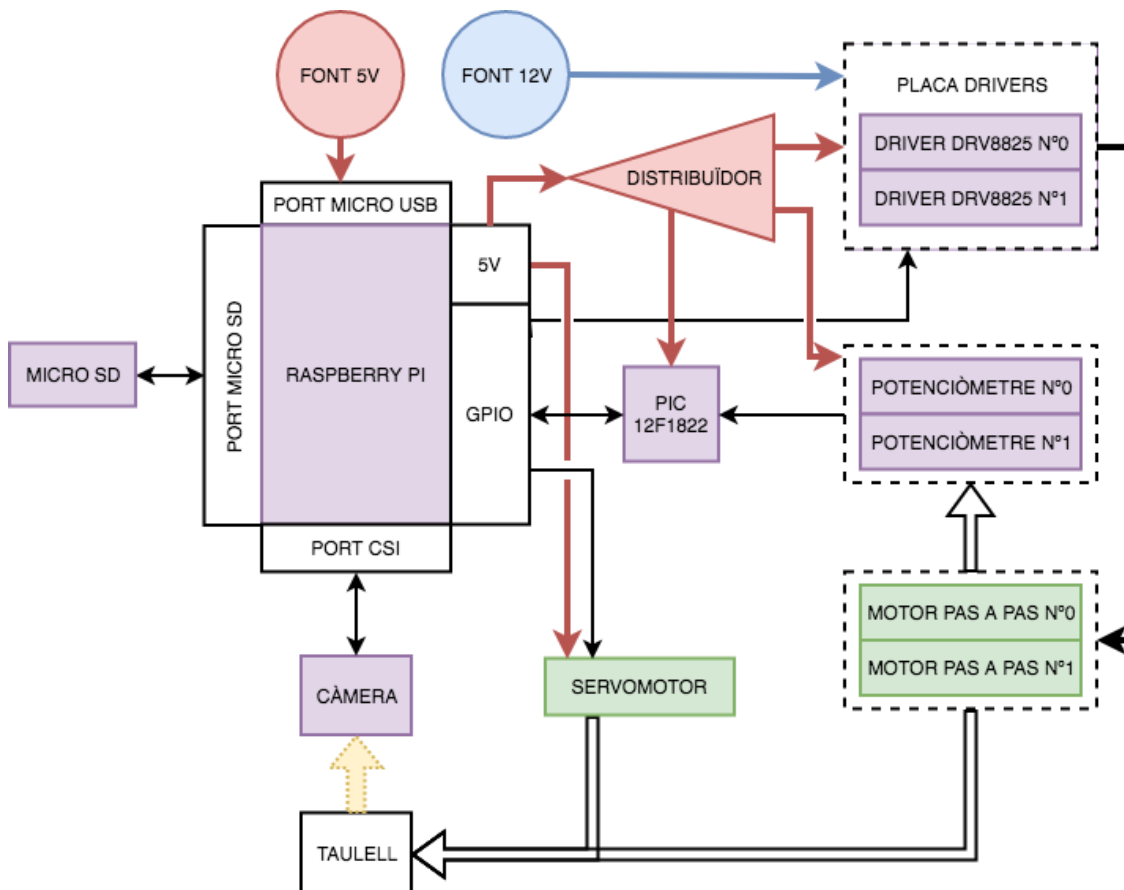 FONT 5V
FONT 12V
PLACA DRIVERS
DRIVER DRV8825 Nº0
DRIVER DRV8825 Nº1
DISTRIBUÏDOR
PORT MICRO USB
5V
PORT MICRO SD
RASPBERRY PI
GPIO
MICRO SD
PIC
12F1822
POTENCIÒMETRE Nº0
POTENCIÒMETRE Nº1
PORT CSI
MOTOR PAS A PAS Nº0
MOTOR PAS A PAS Nº1
CÀMERA
SERVOMOTOR
TAULELL